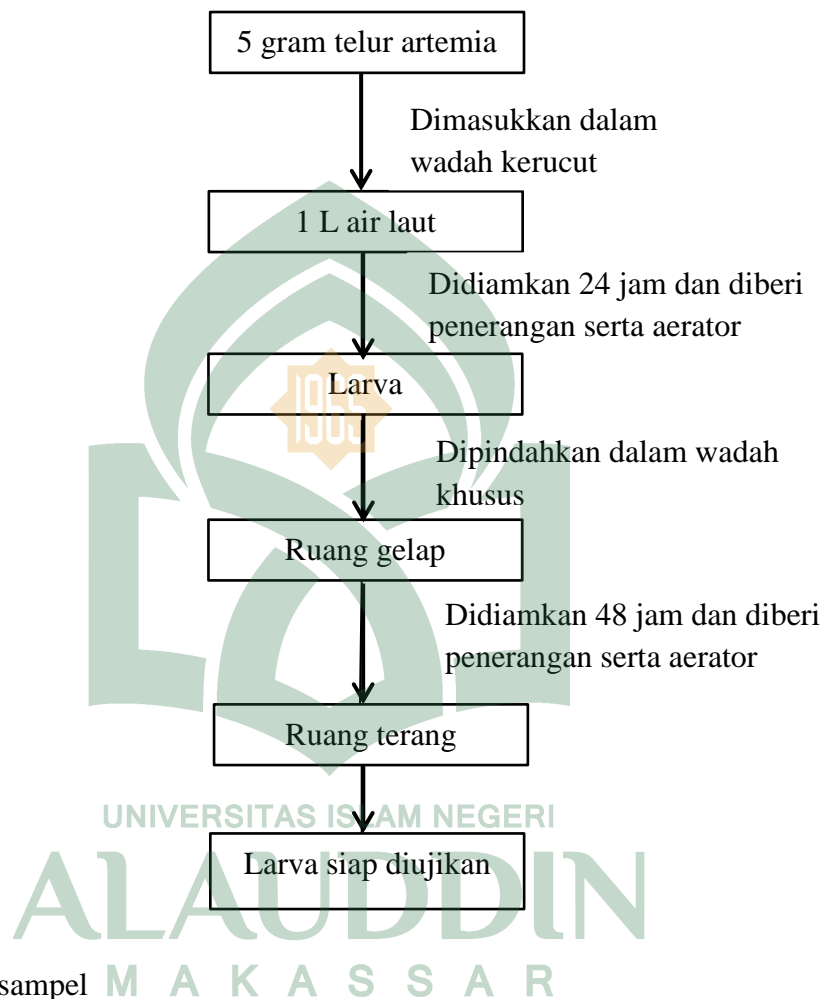 5 gram telur artemia
Dimasukkan dalam
wadah kerucut
1 L air laut
Didiamkan 24 jam dan diberi
penerangan serta aerator
Larva
1965
Dipindahkan dalam wadah
khusus
Ruang gelap
Didiamkan 48 jam dan diberi
penerangan serta aerator
Ruang terang
UNIVERSITAS ISLAM NEGERI
Larva siap diujikan
ALAUDDIN
sampel
MAKASSAR